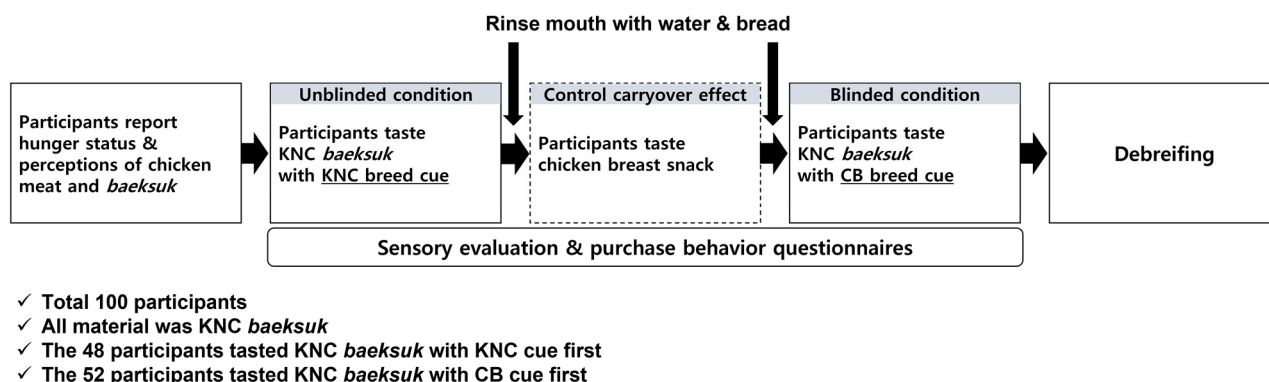 Rinse mouth with water & bread
Participants report
hunger status &
perceptions of chicken
meat and baeksuk
Unblinded condition
Participants taste
KNC baeksuk
with KNC breed cue
Control carryover effect
Participants taste
chicken breast snack
Blinded condition
Participants taste
KNC baeksuk
with CB breed cue
Debreifing
Sensory evaluation & purchase behavior questionnaires
✓ Total 100 participants
✓ All material was KNC baeksuk
✓ The 48 participants tasted KNC baeksuk with KNC cue first
✓ The 52 participants tasted KNC baeksuk with CB cue first